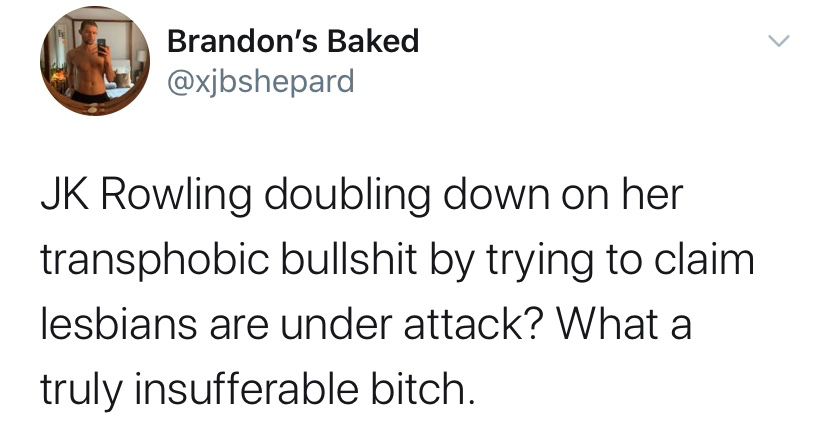 Brandon's Baked
@xjbshepard
JK Rowling doubling down on her
transphobic bullshit by trying to claim
lesbians are under attack? What a
truly insufferable bitch.